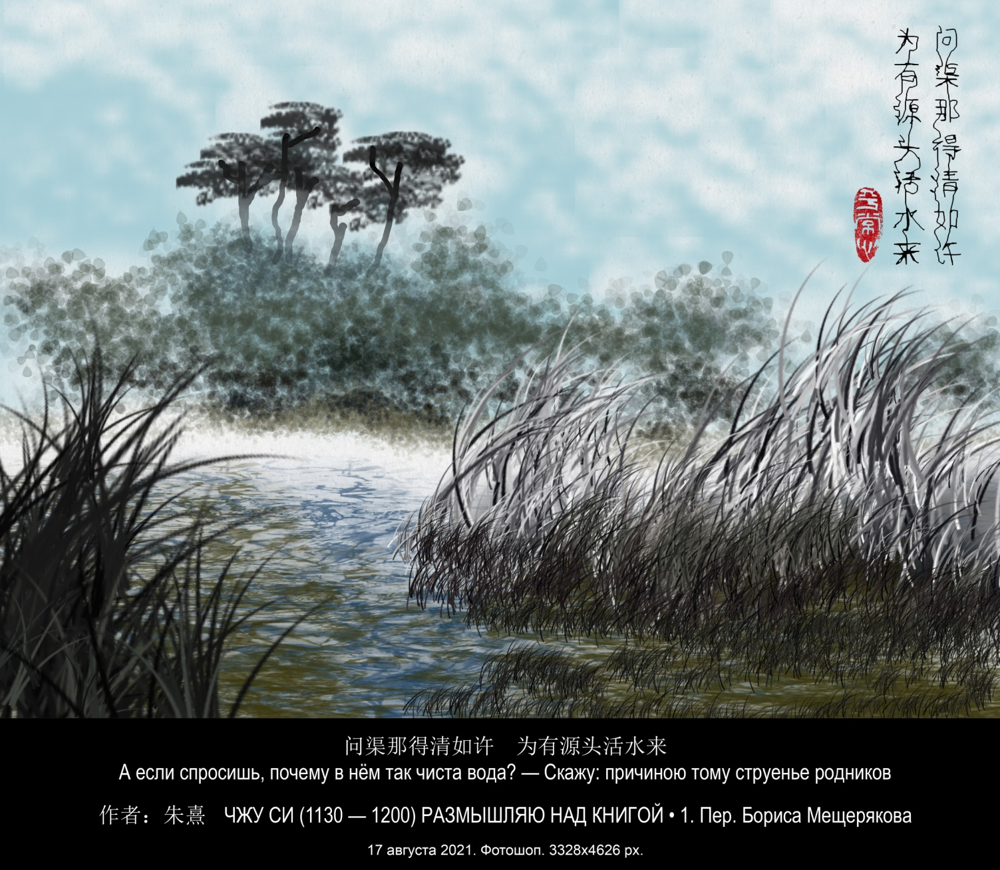 问渠那得清如许
为有源头活水来
问渠那得清如许　为有源头活水来
А если спросишь, почему в нём так чиста вода? — Скажу: причиною тому струенье родников
作者：朱熹 ЧЖУ СИ (1130 — 1200) РАЗМЫШЛЯЮ НАД КНИГОЙ • 1. Пер. Бориса Мещерякова
17 августа 2021. Фотошоп. 3328x4626 px.